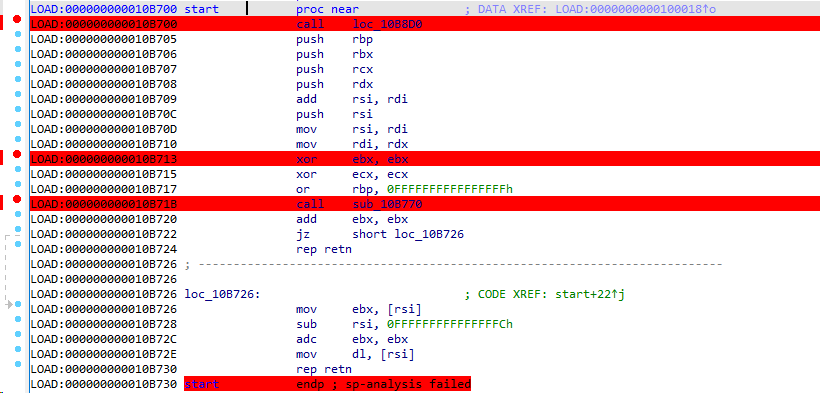 LOAD:000000000010B700 start proc near ; DATA XREF: LOAD:0000000000100018↑o
LOAD:000000000010B700 call loc_10B8D0
LOAD:000000000010B705 push rbp
LOAD:000000000010B706 push rbx
LOAD:000000000010B707 push rcx
LOAD:000000000010B708 push rdx
LOAD:000000000010B709 add rsi, rdi
LOAD:000000000010B70C push rsi
LOAD:000000000010B70D mov rsi, rdi
LOAD:000000000010B710 mov rdi, rdx
LOAD:000000000010B713 xor ebx, ebx
LOAD:000000000010B715 xor ecx, ecx
LOAD:000000000010B717 or rbp, 0FFFFFFFFFFFFFFFFh
LOAD:000000000010B71B call sub_10B770
LOAD:000000000010B720 add ebx, ebx
LOAD:000000000010B722 jz short loc_10B726
LOAD:000000000010B724 rep retn
LOAD:000000000010B726 ; ---------------------------------------------------------------------------
LOAD:000000000010B726
LOAD:000000000010B726 loc_10B726: ; CODE XREF: start+22↑j
LOAD:000000000010B726 mov ebx, [rsi]
LOAD:000000000010B728 sub rsi, 0FFFFFFFFFFFFFFFCh
LOAD:000000000010B72C adc ebx, ebx
LOAD:000000000010B72E mov dl, [rsi]
LOAD:000000000010B730 rep retn
LOAD:000000000010B730 start endp ; sp-analysis failed